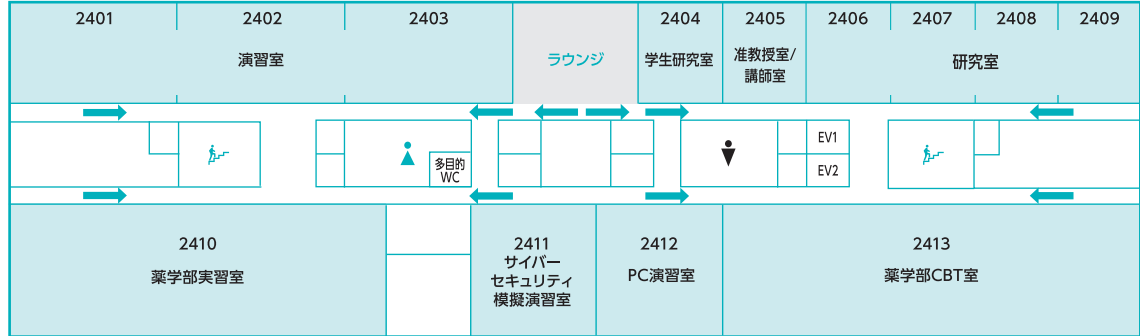 2401
2402
2403
2404
2405
2406
2407
2408
2409
演習室
ラウンジ
学生研究室
准教授室/
講師室
研究室
多目的
WC
EV1
EV2
2410
薬学部実習室
2411
サイバー
セキュリティ
模擬演習室
2412
PC演習室
2413
薬学部CBT室